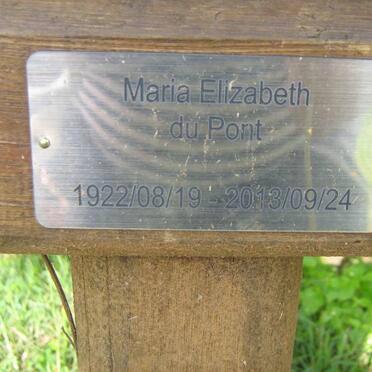 Maria Elizabeth
du Pont
1922/08/19 - 2013/09/24